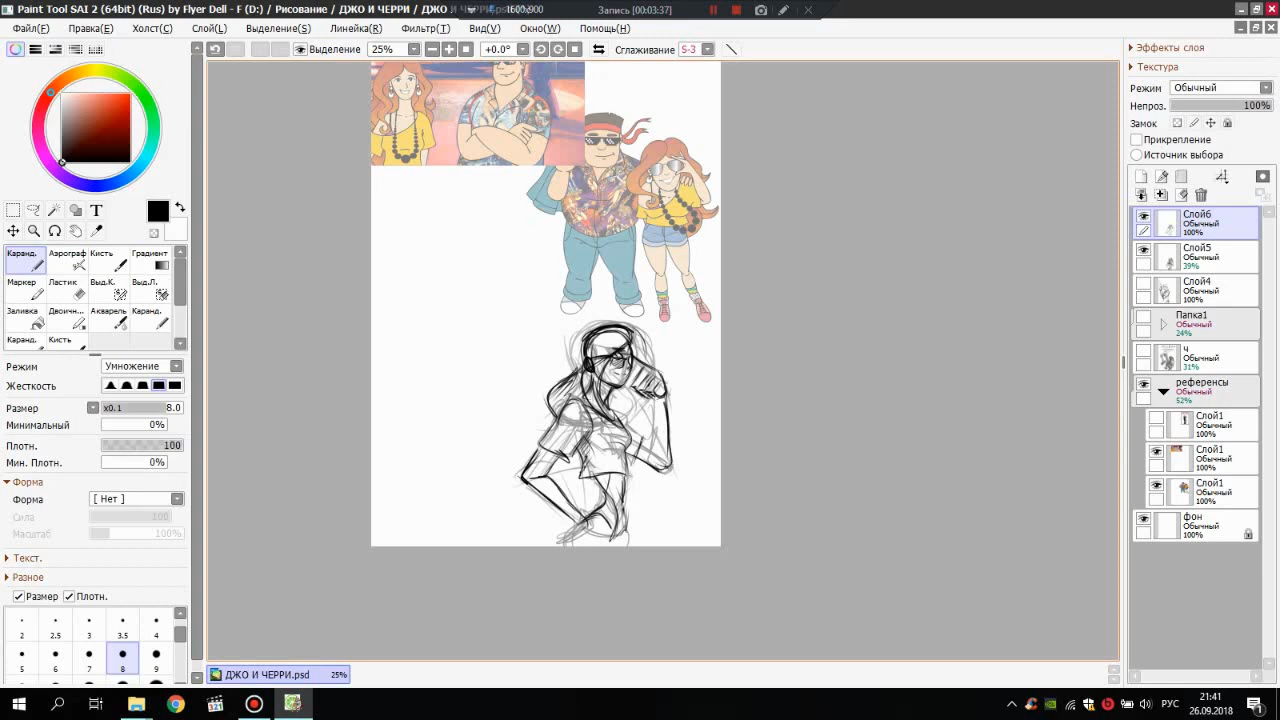 Paint Tool SAI 2 (64bit) (Rus) by Flyer Dell - F (D:) / Рисование / ДЖО И ЧЕРРИ / ДЖО
1600x900
Запись [00:03:37]
Файл(F) Правка(E) Холст(C) Слой(L) Выделение(S) Линейка(R) Фильтр(T) Вид(V) Окно(W) Помощь(H)
Выделение 25% +0.0° Сглаживание S-3
Эффекты слоя
Текстура
Режим Обычный
Непроз. 100%
Замок
Прикрепление
Источник выбора
Каранд. Аэрограф Кисть Градиент
Маркер Ластик Выд.К. Выд.Л.
Заливка Двоичн... Акварель Каранд.
Каранд. Кисть
Режим Умножение
Жесткость
Размер x0.1 8.0
Минимальный 0%
Плотн. 100
Мин. Плотн. 0%
Форма
Форма [ Нет ]
Сила 100
Масштаб 100%
Текст.
Разное
Размер Плотн.
2 2.5 3 3.5 4
5 6 7 8 9
Слой6
Обычный
100%
Слой5
Обычный
39%
Слой4
Обычный
100%
Папка1
Обычный
24%
ч
Обычный
31%
референсы
Обычный
52%
Слой1
Обычный
100%
Слой1
Обычный
100%
Слой1
Обычный
100%
фон
Обычный
100%
ДЖО И ЧЕРРИ.psd 25%
321
РУС
21:41
26.09.2018
1